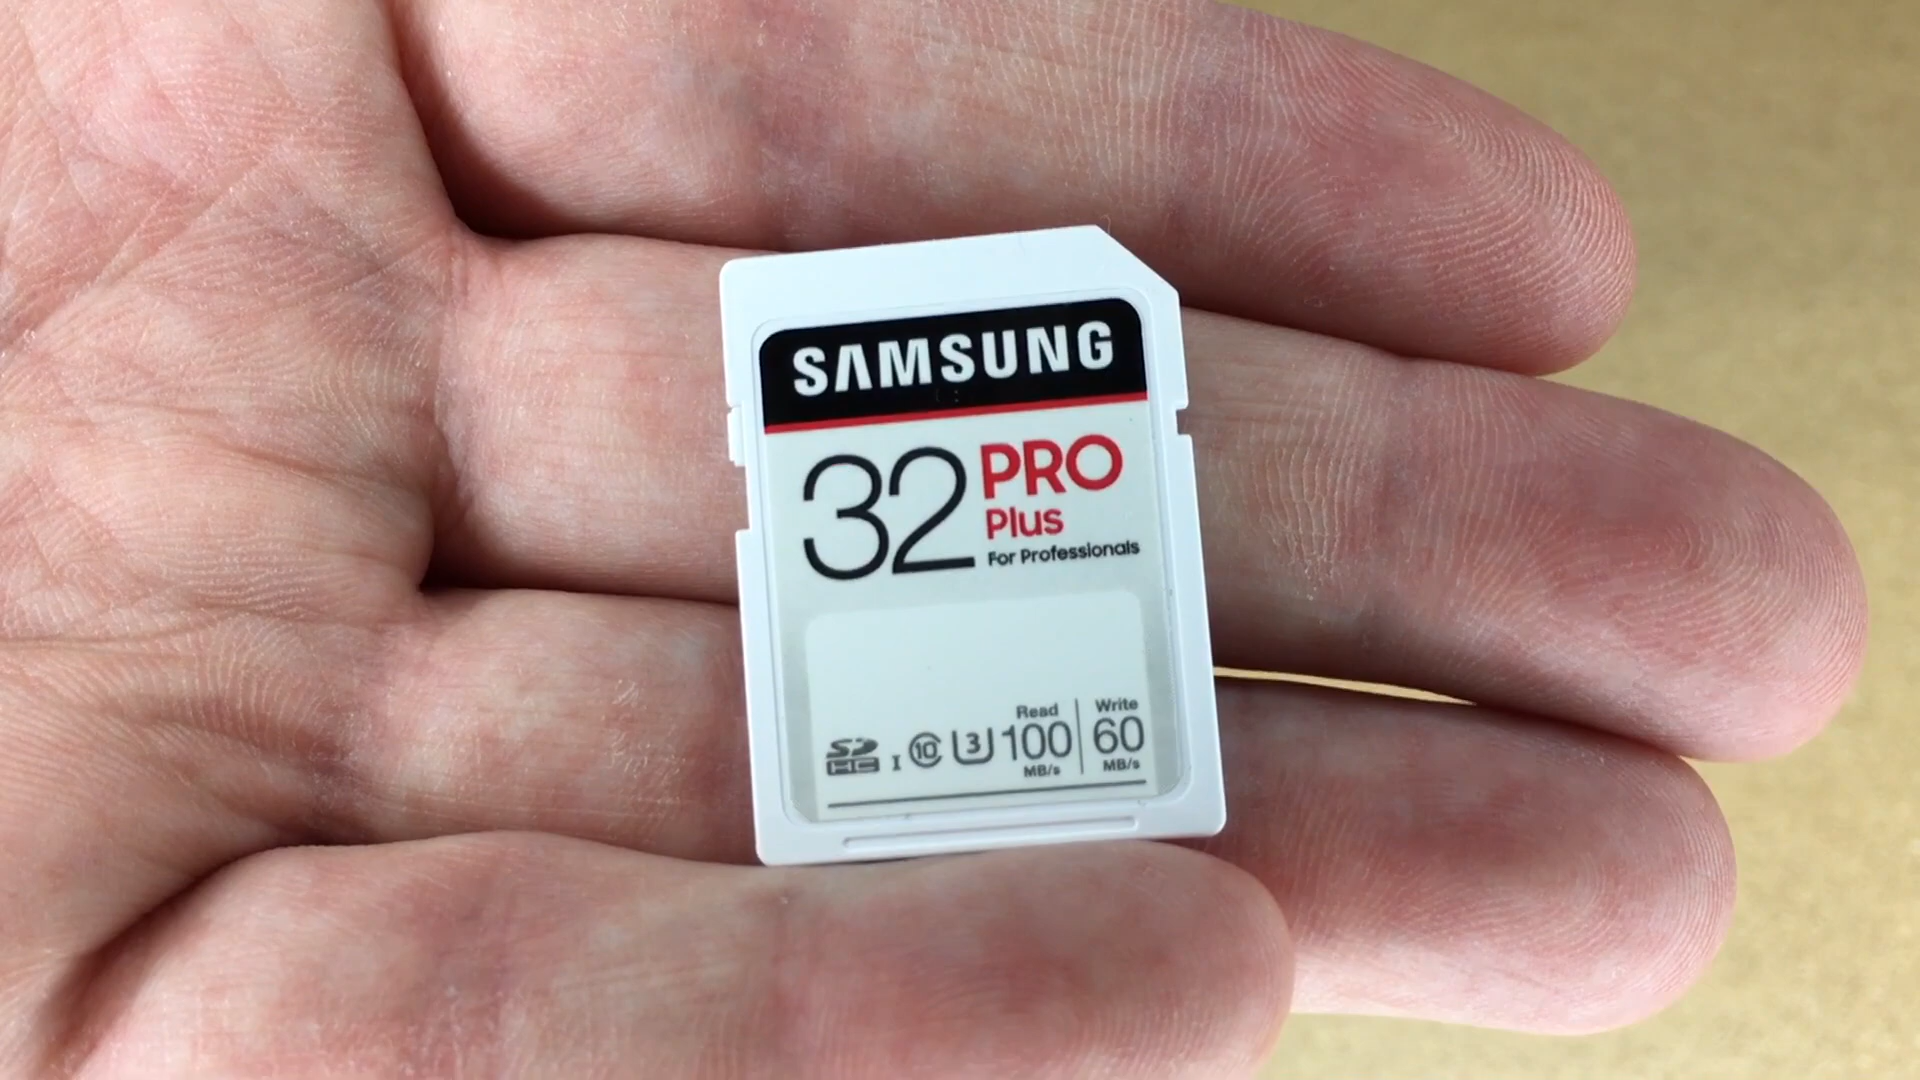 SAMSUNG
32 PRO
Plus
For Professionals
Read Write
SD HC I 10 U3 100 60
MB/s MB/s